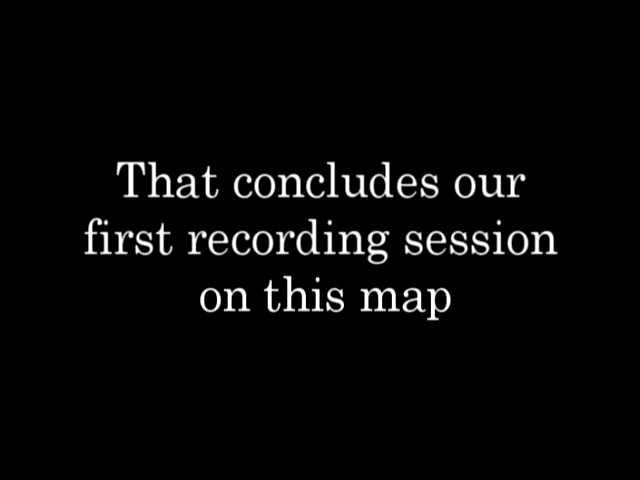 That concludes our
first recording session
on this map